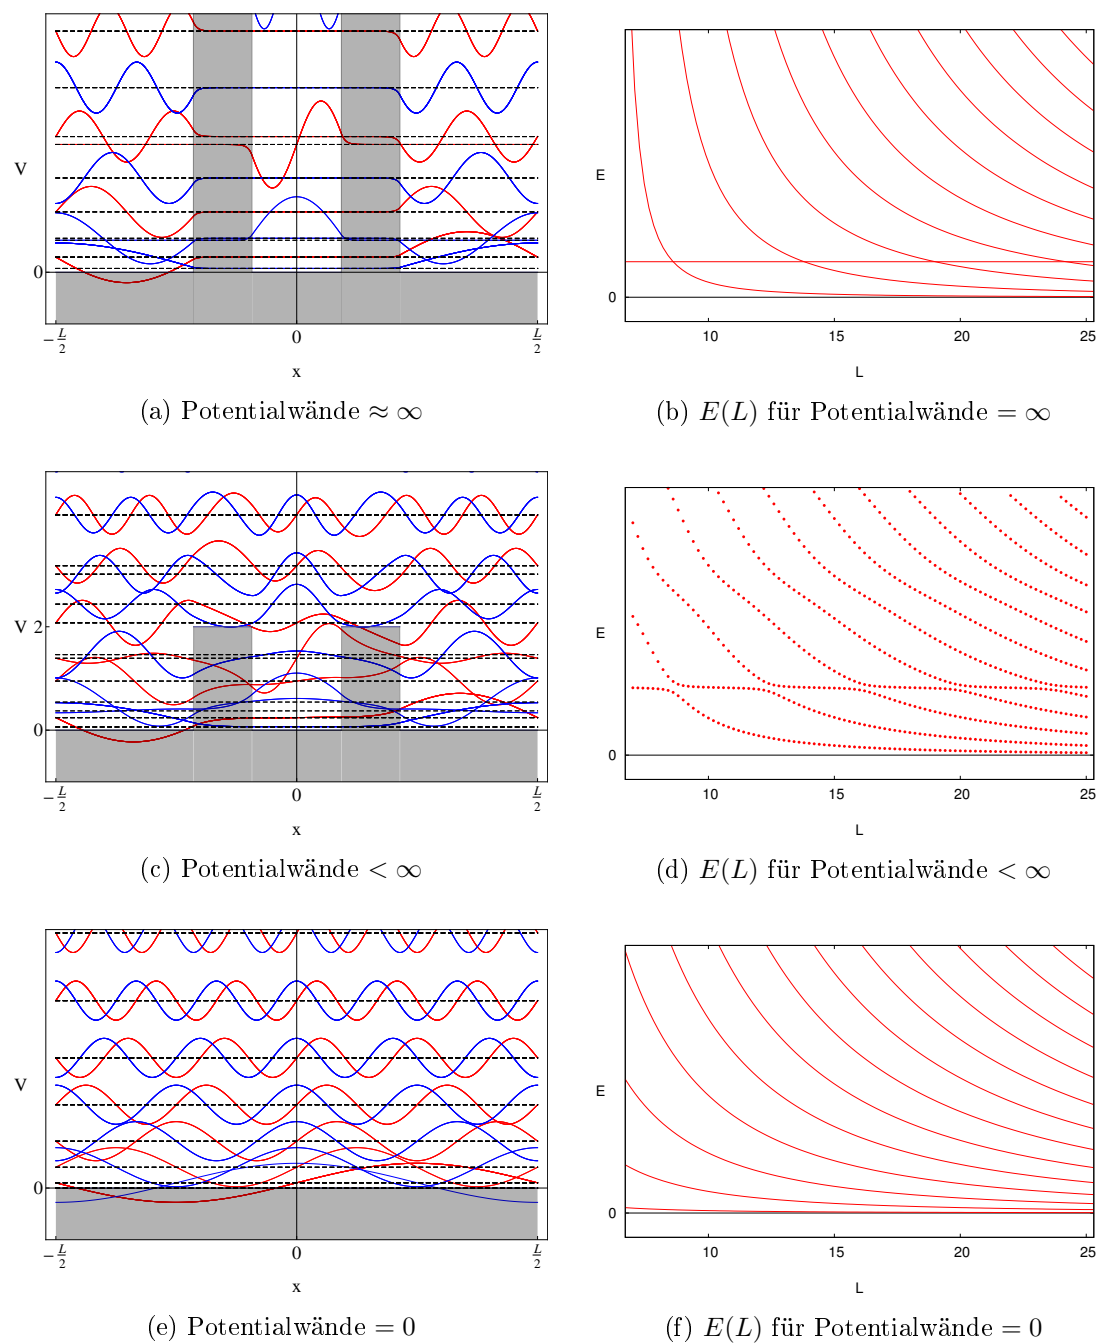 V
0
−L/2
0
L/2
x
(a) Potentialwände ≈ ∞
E
0
10
15
20
25
L
(b) E(L) für Potentialwände = ∞
V 2
0
−L/2
0
L/2
x
(c) Potentialwände < ∞
E
0
10
15
20
25
L
(d) E(L) für Potentialwände < ∞
V
0
−L/2
0
L/2
x
(e) Potentialwände = 0
E
0
10
15
20
25
L
(f) E(L) für Potentialwände = 0